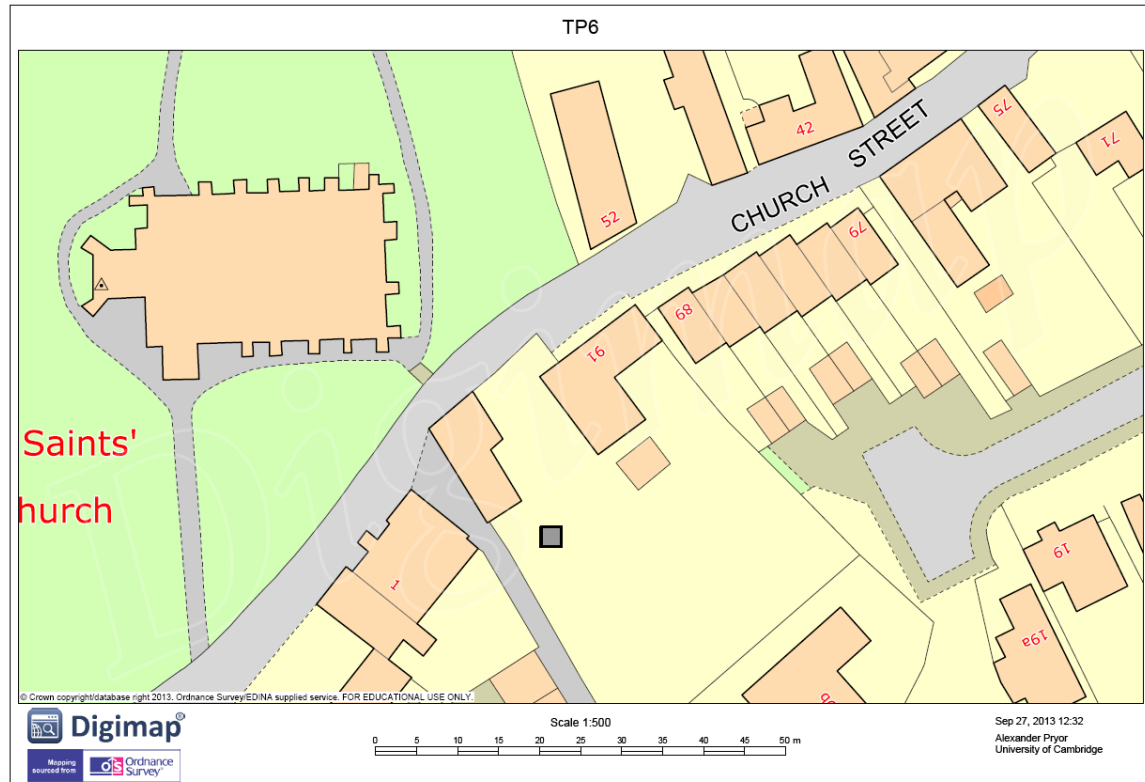 TP6
CHURCH STREET
75
71
42
52
79
89
91
Saints'
hurch
1
19
19a
© Crown copyright/database right 2013. Ordnance Survey/EDINA supplied service. FOR EDUCATIONAL USE ONLY.
Digimap®
Mapping
sourced from
OS Ordnance
Survey®
Scale 1:500
0 5 10 15 20 25 30 35 40 45 50 m
Sep 27, 2013 12:32
Alexander Pryor
University of Cambridge
Digimap